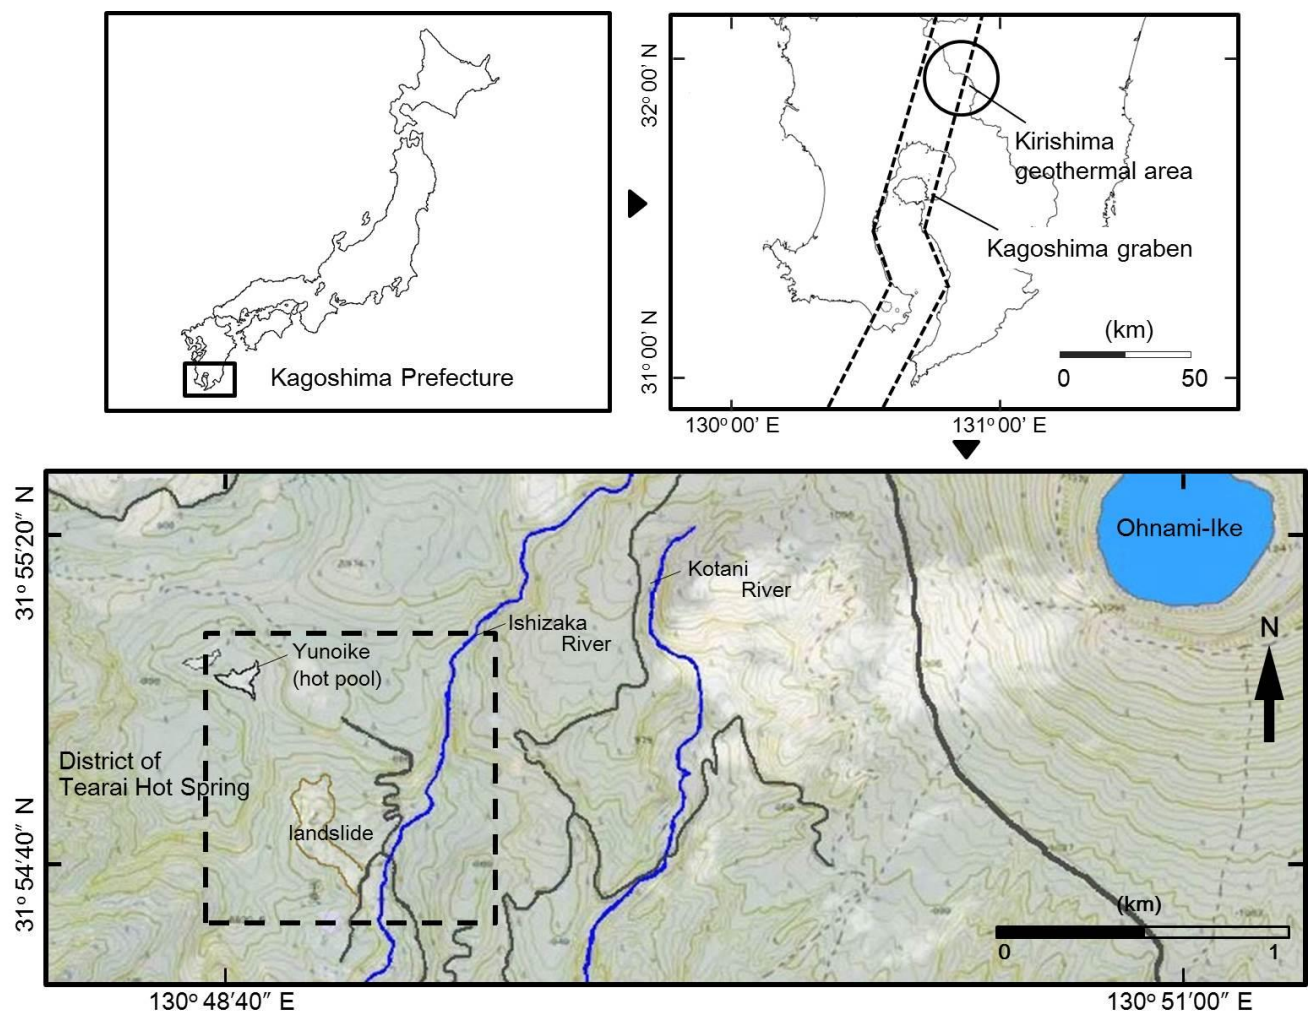 Kagoshima Prefecture
32° 00′ N
31° 00′ N
Kirishima
geothermal area
Kagoshima graben
(km)
0 50
130° 00′ E 131° 00′ E
31° 55′20″ N
31° 54′40″ N
Ohnami-Ike
Kotani
River
Ishizaka
River
N
Yunoike
(hot pool)
District of
Tearai Hot Spring
landslide
(km)
0 1
130° 48′40″ E 130° 51′00″ E